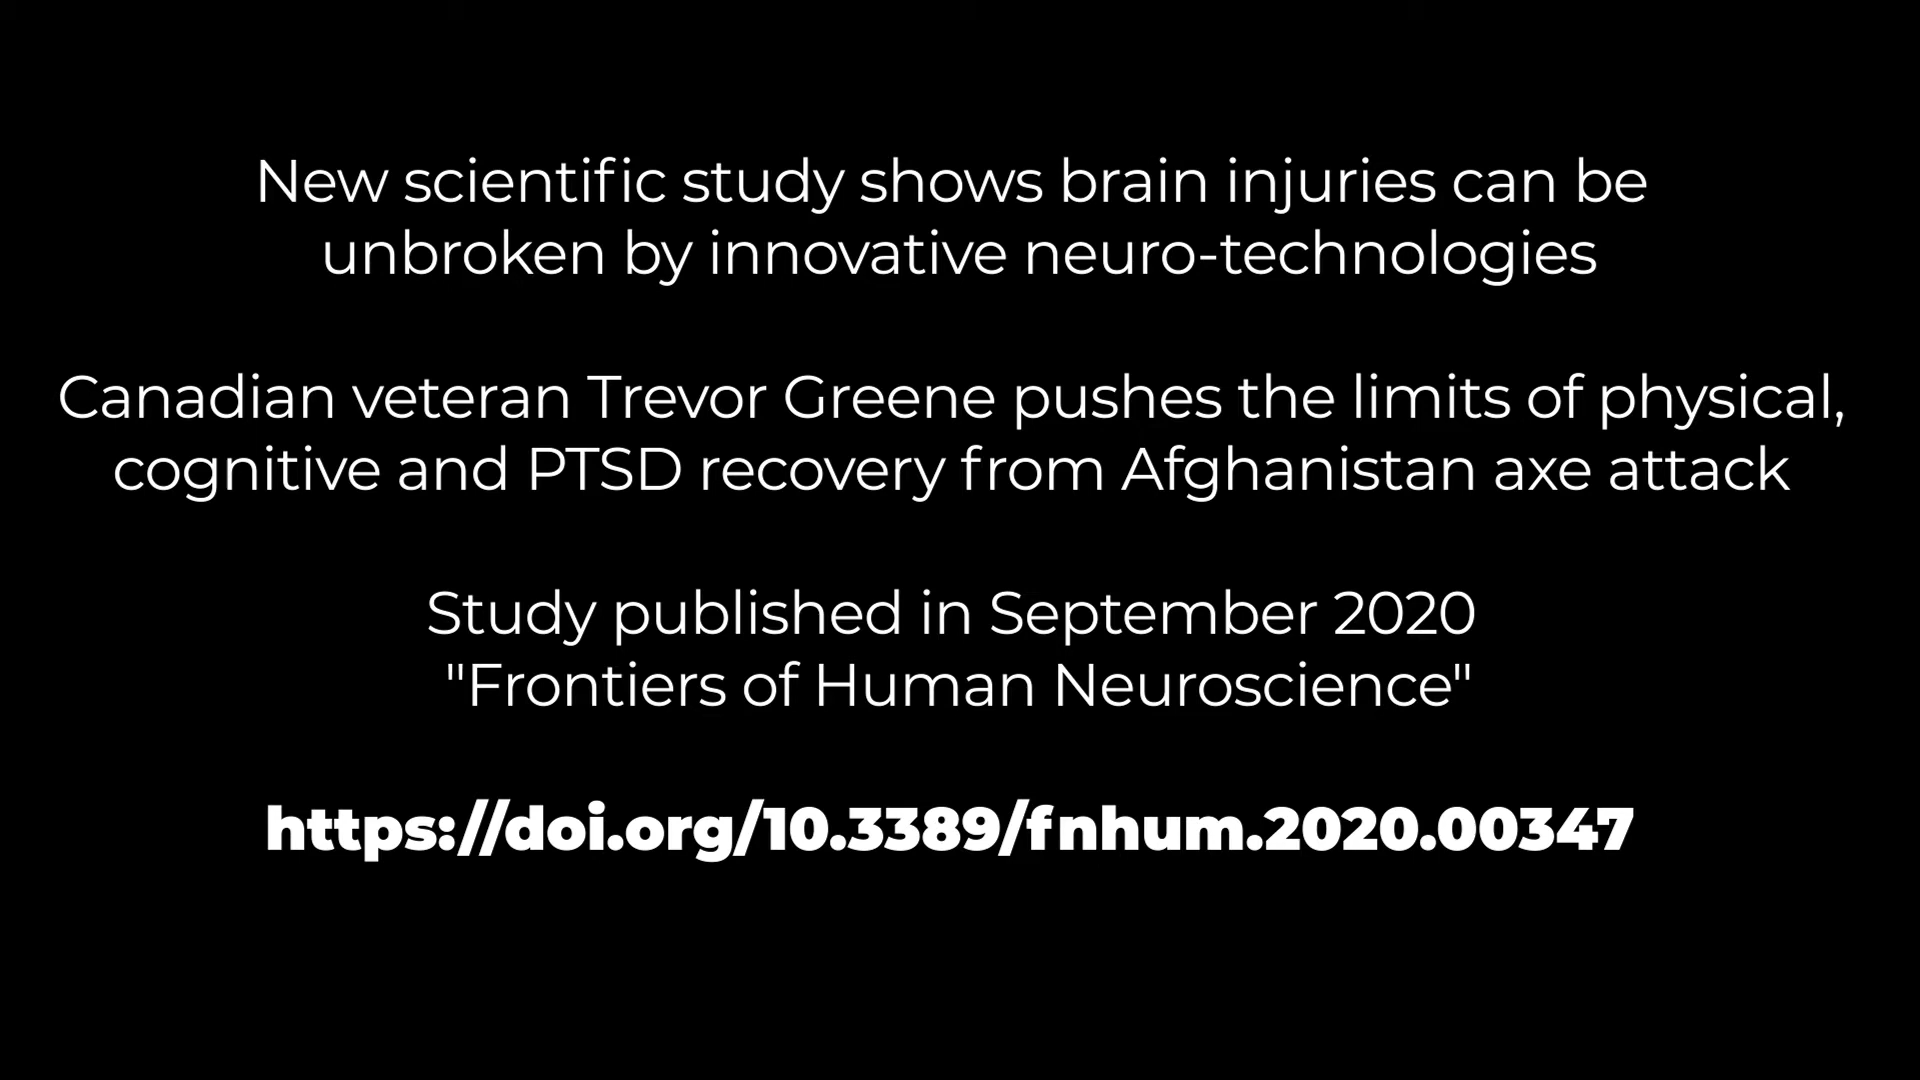 New scientific study shows brain injuries can be
unbroken by innovative neuro-technologies
Canadian veteran Trevor Greene pushes the limits of physical,
cognitive and PTSD recovery from Afghanistan axe attack
Study published in September 2020
"Frontiers of Human Neuroscience"
https://doi.org/10.3389/fnhum.2020.00347